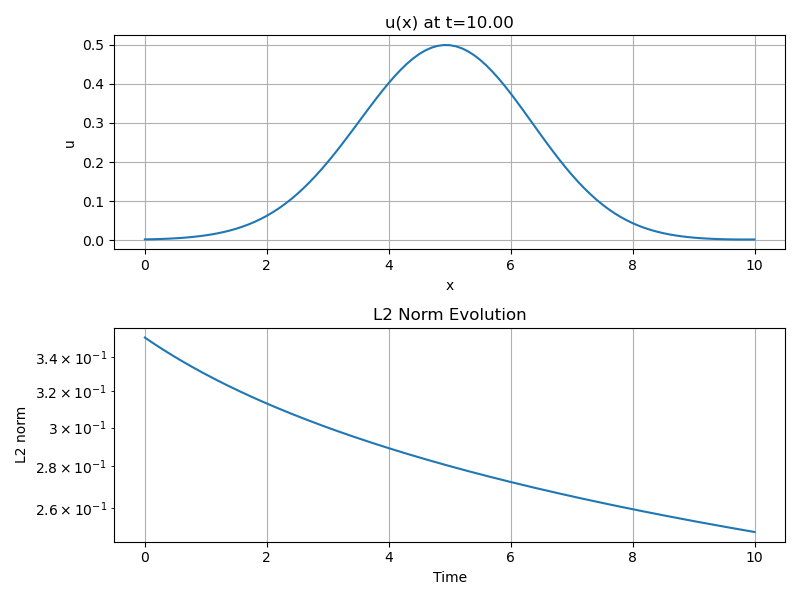 u(x) at t=10.00
0.5
0.4
0.3
0.2
0.1
0.0
u
0 2 4 6 8 10
x
L2 Norm Evolution
3.4 × 10⁻¹
3.2 × 10⁻¹
3 × 10⁻¹
2.8 × 10⁻¹
2.6 × 10⁻¹
L2 norm
0 2 4 6 8 10
Time